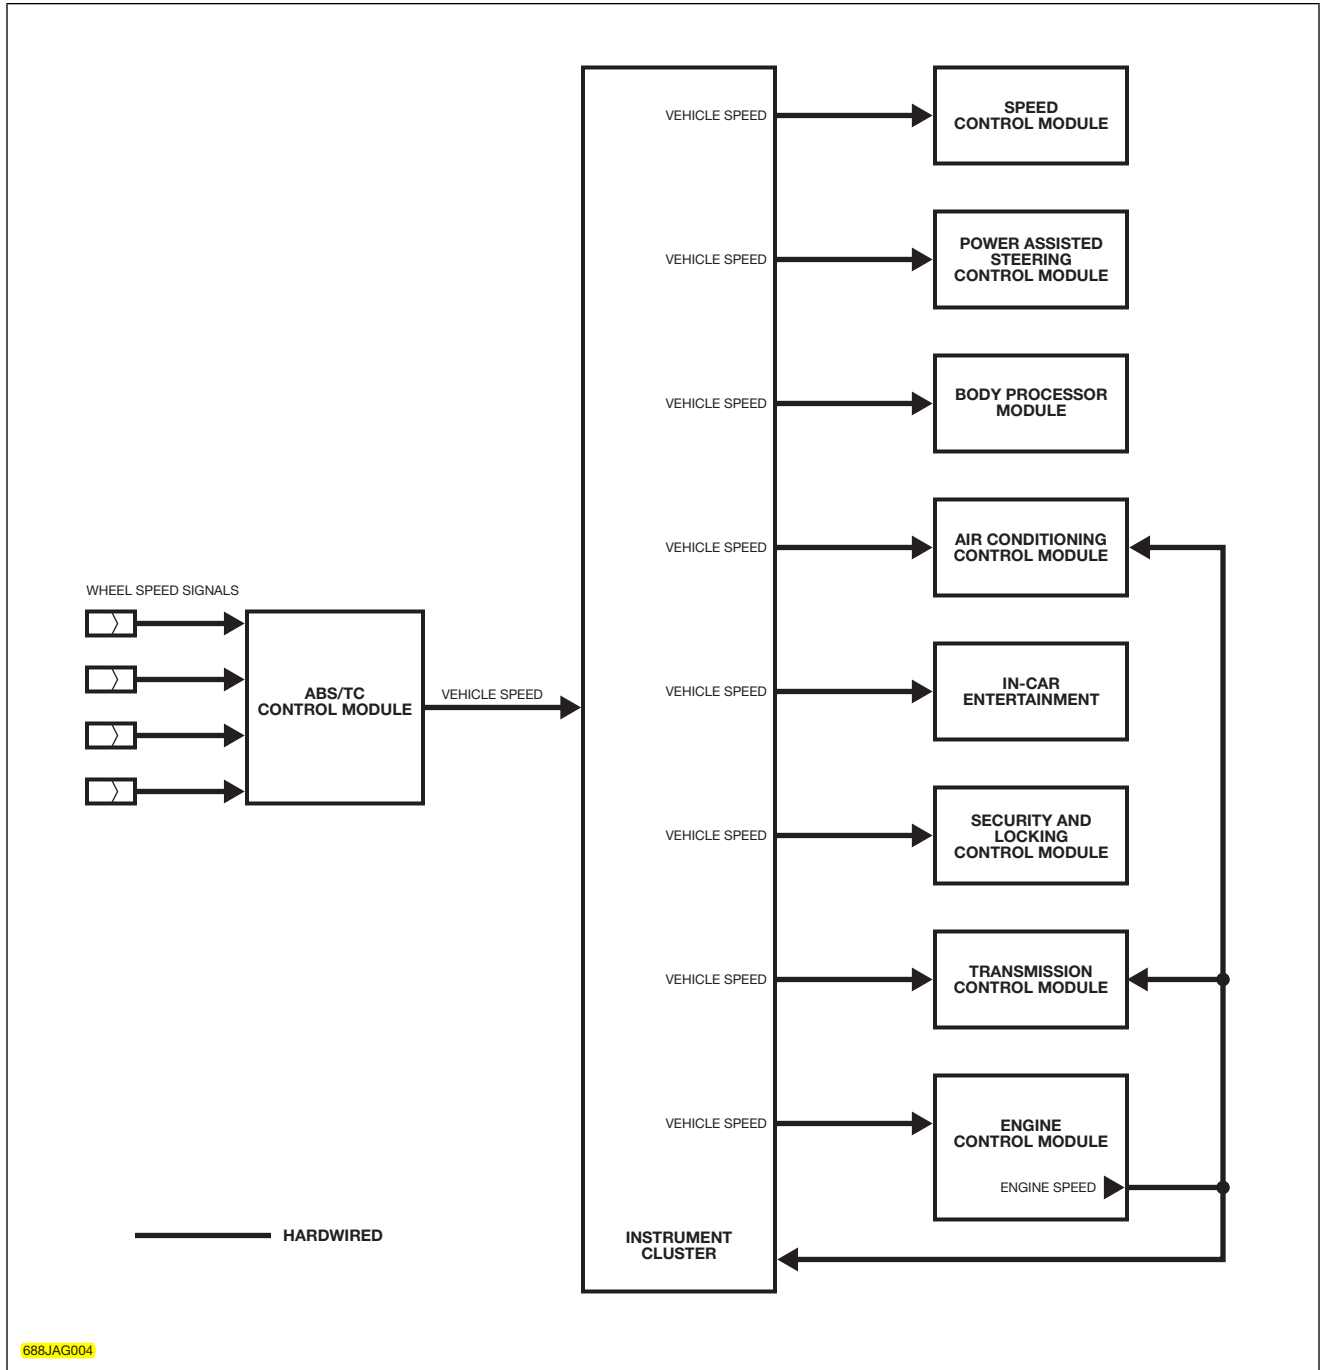 VEHICLE SPEED
SPEED
CONTROL MODULE
VEHICLE SPEED
POWER ASSISTED
STEERING
CONTROL MODULE
VEHICLE SPEED
BODY PROCESSOR
MODULE
VEHICLE SPEED
AIR CONDITIONING
CONTROL MODULE
WHEEL SPEED SIGNALS
ABS/TC
CONTROL MODULE
VEHICLE SPEED
VEHICLE SPEED
IN-CAR
ENTERTAINMENT
VEHICLE SPEED
SECURITY AND
LOCKING
CONTROL MODULE
VEHICLE SPEED
TRANSMISSION
CONTROL MODULE
VEHICLE SPEED
ENGINE
CONTROL MODULE
ENGINE SPEED
HARDWIRED
INSTRUMENT
CLUSTER
688JAG004